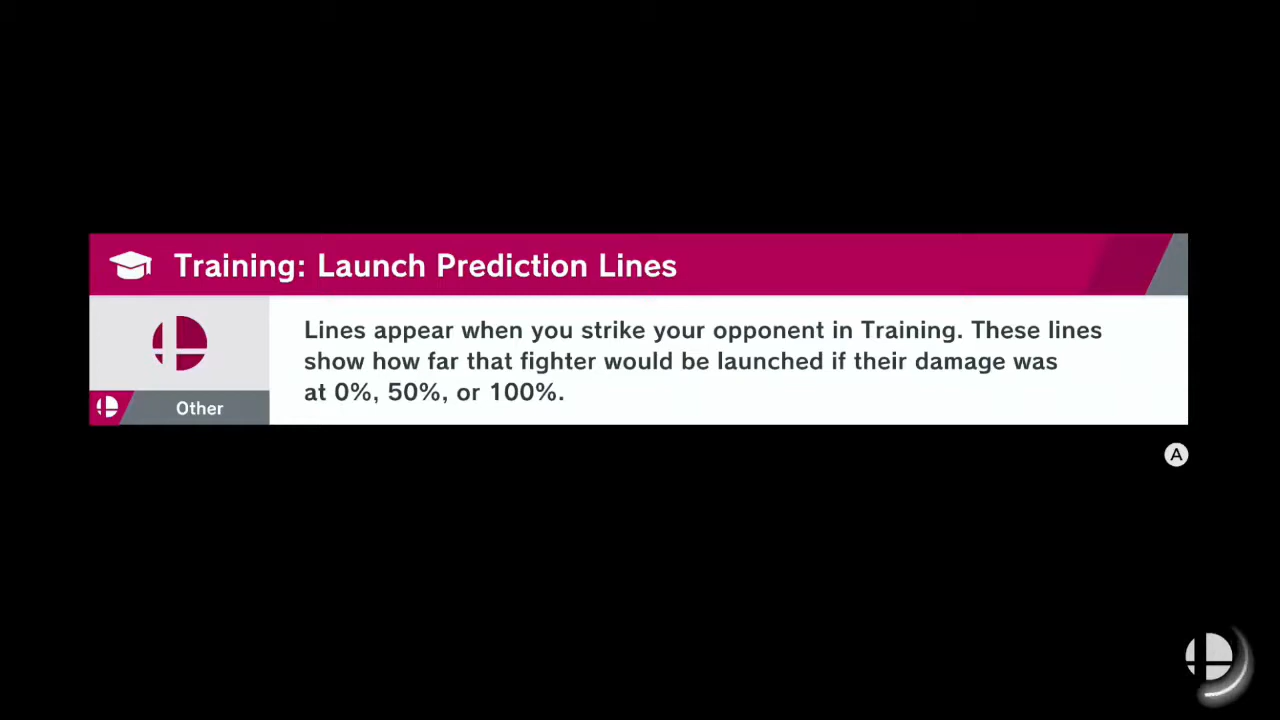 Training: Launch Prediction Lines
Lines appear when you strike your opponent in Training. These lines
show how far that fighter would be launched if their damage was
at 0%, 50%, or 100%.
Other
A